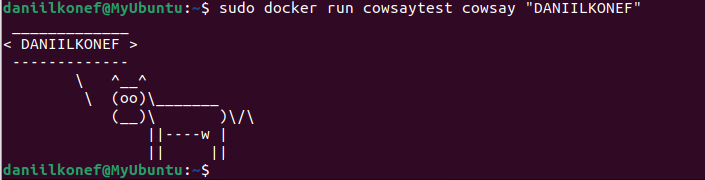 daniilkonef@MyUbuntu:~$ sudo docker run cowsaytest cowsay "DANIILKONEF"
 _____________
< DANIILKONEF >
 -------------
        \   ^__^
         \  (oo)\_______
            (__)\       )\/\
                ||----w |
                ||     ||
daniilkonef@MyUbuntu:~$